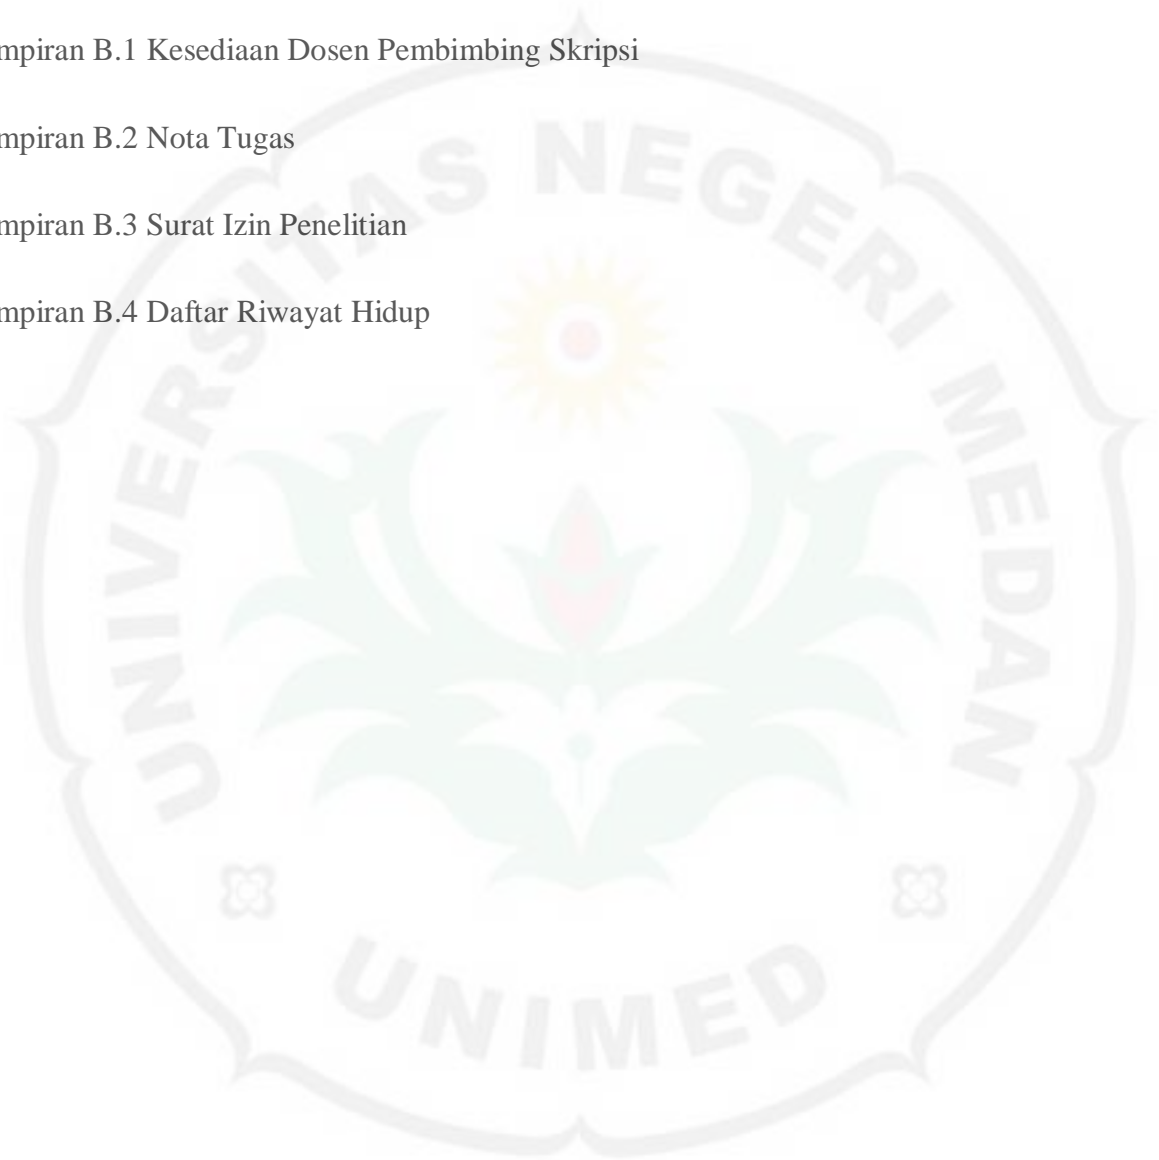 mpiran B.1 Kesediaan Dosen Pembimbing Skripsi
mpiran B.2 Nota Tugas
mpiran B.3 Surat Izin Penelitian
mpiran B.4 Daftar Riwayat Hidup
UNIVERSITAS NEGERI MEDAN
UNIMED